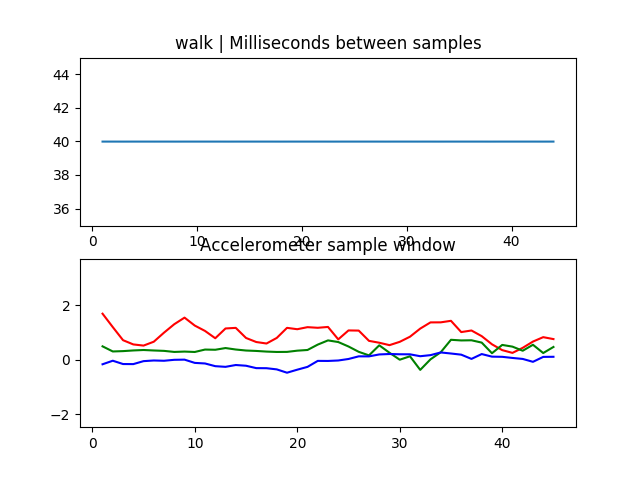 walk | Milliseconds between samples
44
42
40
38
36
0 10 20 30 40
Accelerometer sample window
2
0
−2
0 10 20 30 40